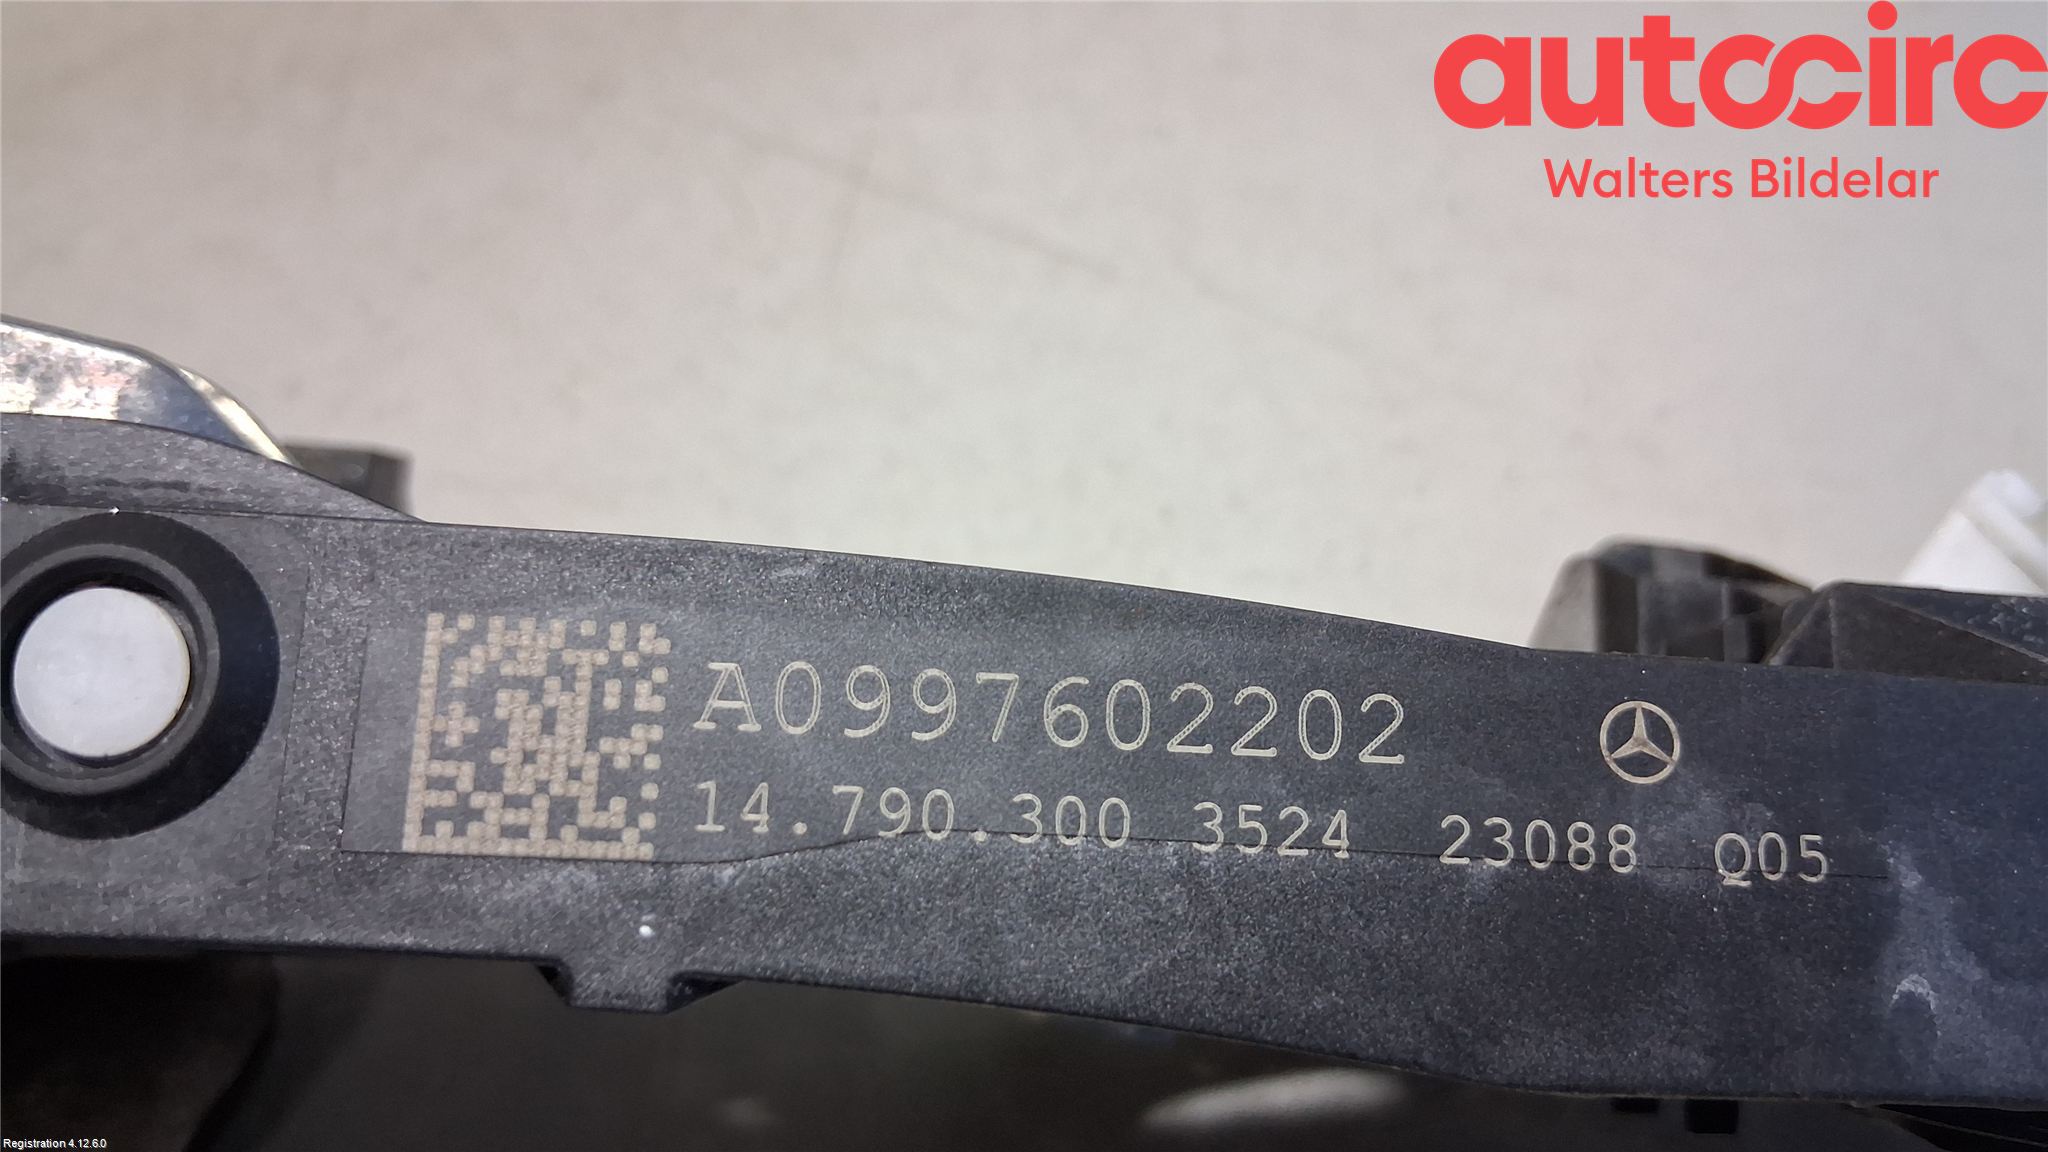 autocirc
Walters Bildelar
A0997602202
14.790.300 3524 23088 Q05
Registration 4.12.6.0